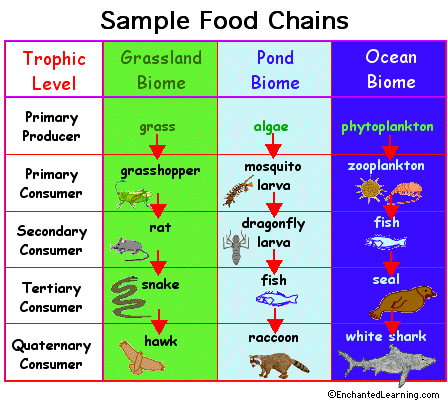 Sample Food Chains
Trophic Level
Grassland Biome
Pond Biome
Ocean Biome
Primary Producer
grass
algae
phytoplankton
Primary Consumer
grasshopper
mosquito larva
zooplankton
Secondary Consumer
rat
dragonfly larva
fish
Tertiary Consumer
snake
fish
seal
Quaternary Consumer
hawk
raccoon
white shark
©EnchantedLearning.com